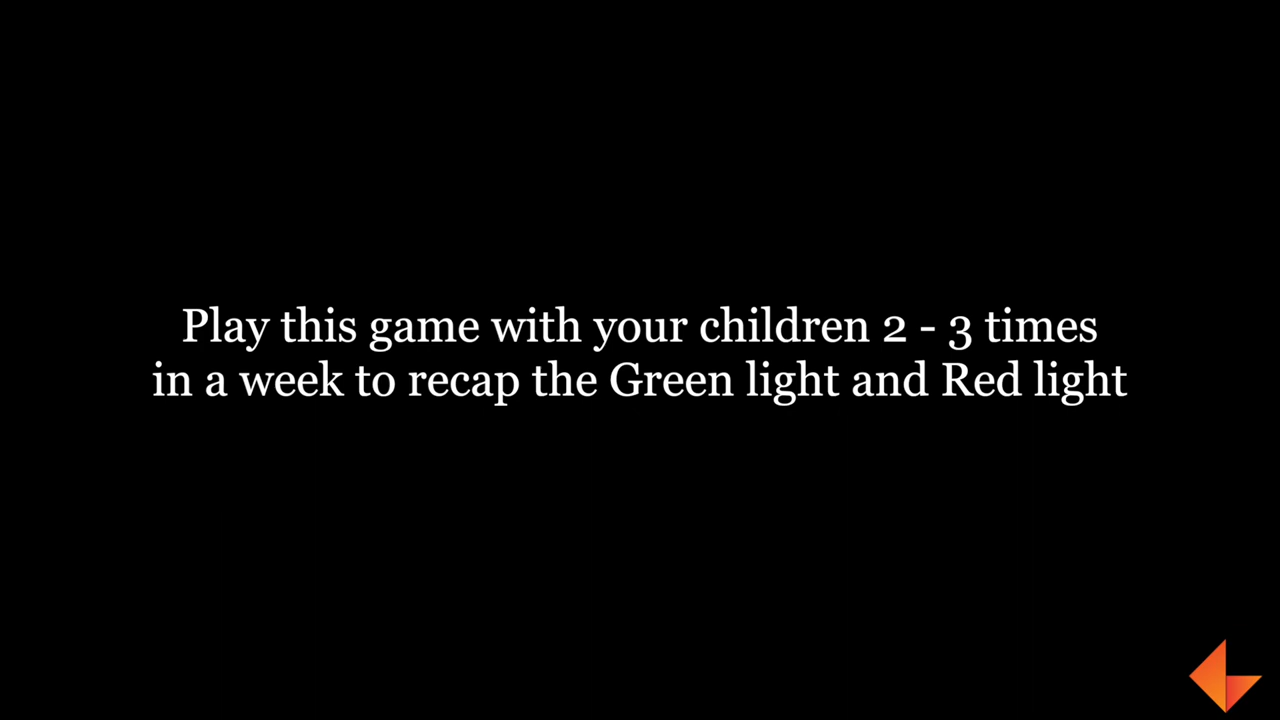 Play this game with your children 2 - 3 times
in a week to recap the Green light and Red light